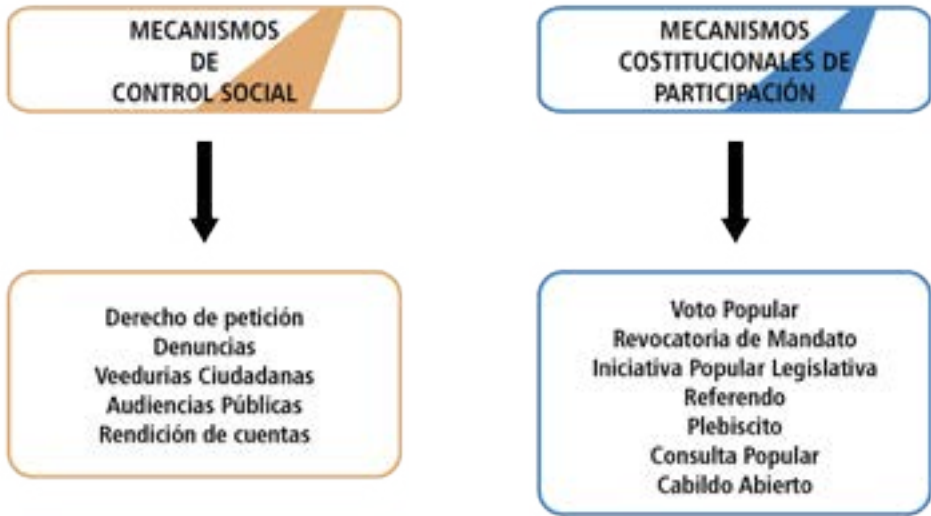 MECANISMOS
DE
CONTROL SOCIAL
Derecho de petición
Denuncias
Veedurias Ciudadanas
Audiencias Públicas
Rendición de cuentas
MECANISMOS
COSTITUCIONALES DE
PARTICIPACIÓN
Voto Popular
Revocatoria de Mandato
Iniciativa Popular Legislativa
Referendo
Plebiscito
Consulta Popular
Cabildo Abierto